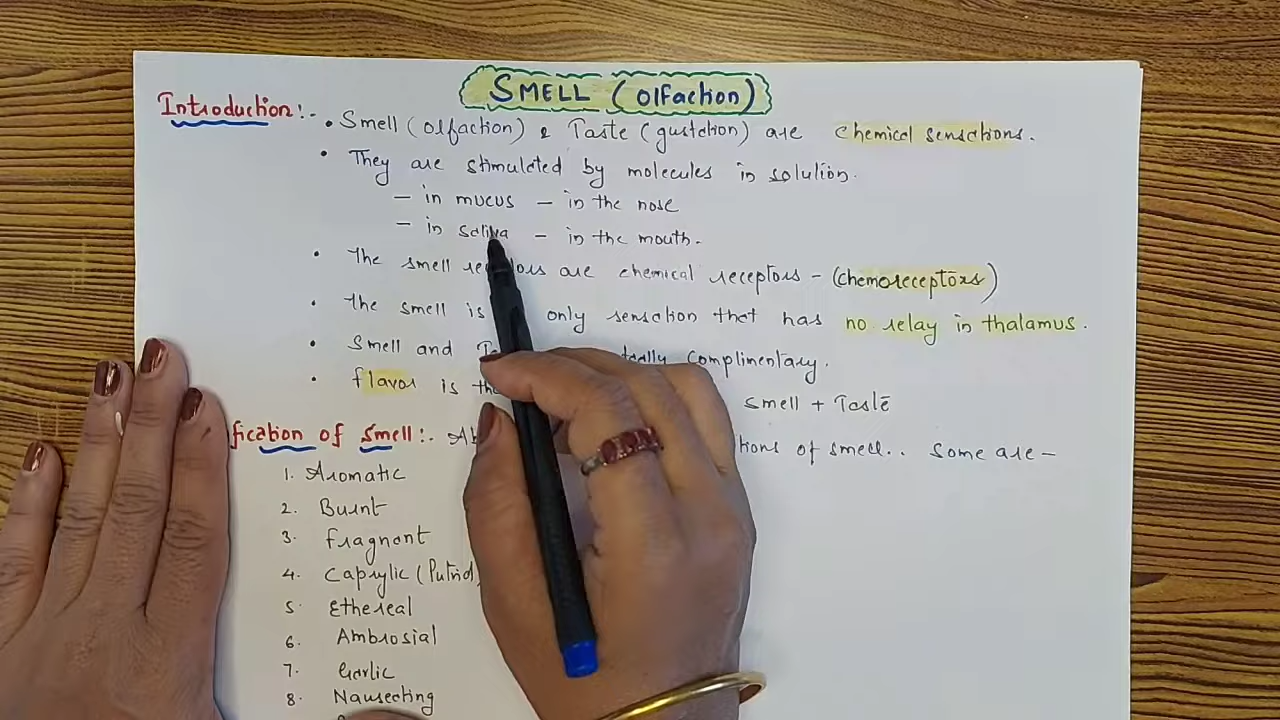 SMELL (Olfaction)
Introduction:-
• Smell (olfaction) & Taste (gustation) are chemical sensations.
• They are stimulated by molecules in solution.
– in mucus – in the nose
– in saliva – in the mouth.
• The smell receptors are chemical receptors – (chemoreceptors)
• The smell is only sensation that has no relay in thalamus.
• Smell and complimentary.
• flavor is the smell + Taste
of smell:- of smell.. Some are –
1. Aromatic
2. Burnt
3. fragnant
4. Caprylic (Putrid
5. Ethereal
6. Ambrosial
7. Garlic
8. Nauseating